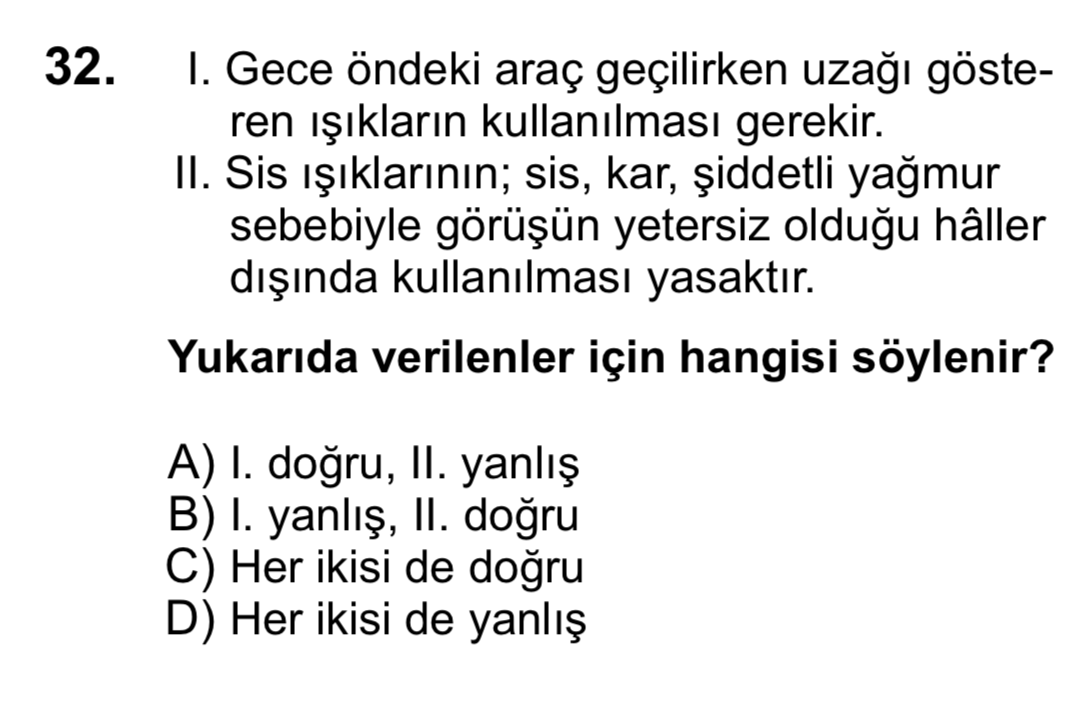 32. I. Gece öndeki araç geçilirken uzağı göste-
ren ışıkların kullanılması gerekir.
II. Sis ışıklarının; sis, kar, şiddetli yağmur
sebebiyle görüşün yetersiz olduğu hâller
dışında kullanılması yasaktır.
Yukarıda verilenler için hangisi söylenir?
A) I. doğru, II. yanlış
B) I. yanlış, II. doğru
C) Her ikisi de doğru
D) Her ikisi de yanlış